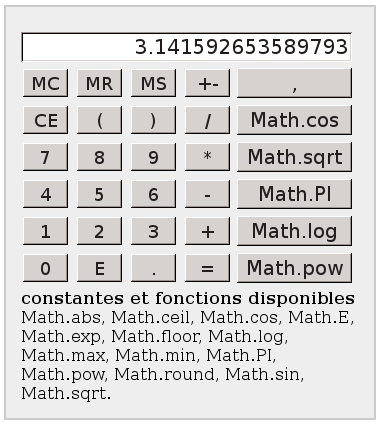 3.141592653589793
MC MR MS +- ,
CE ( ) / Math.cos
7 8 9 * Math.sqrt
4 5 6 - Math.PI
1 2 3 + Math.log
0 E . = Math.pow
constantes et fonctions disponibles
Math.abs, Math.ceil, Math.cos, Math.E,
Math.exp, Math.floor, Math.log,
Math.max, Math.min, Math.PI,
Math.pow, Math.round, Math.sin,
Math.sqrt.